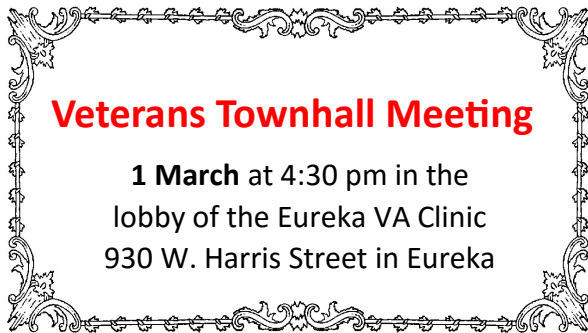 Veterans Townhall Meeting
1 March at 4:30 pm in the
lobby of the Eureka VA Clinic
930 W. Harris Street in Eureka